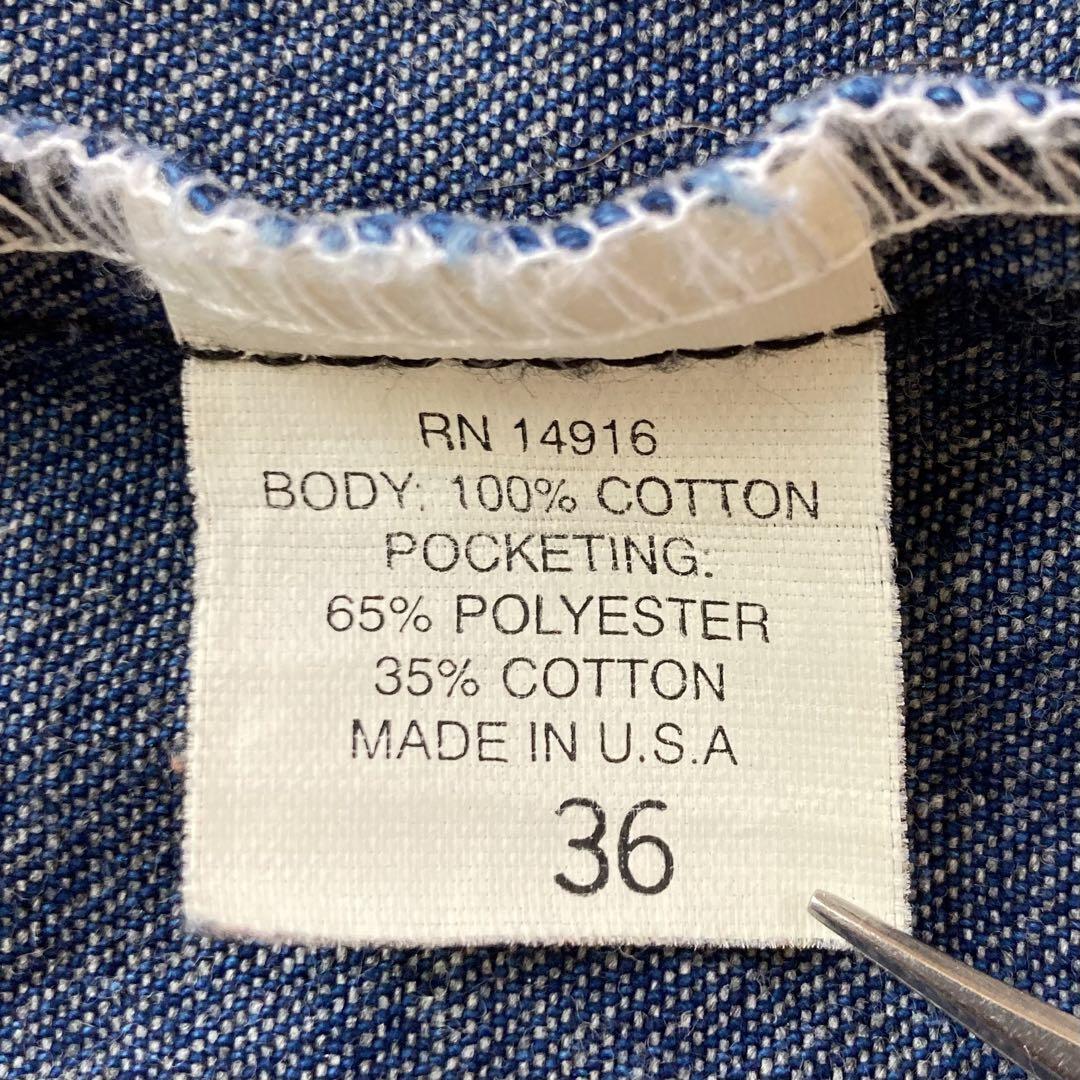 RN 14916
BODY: 100% COTTON
POCKETING:
65% POLYESTER
35% COTTON
MADE IN U.S.A
36